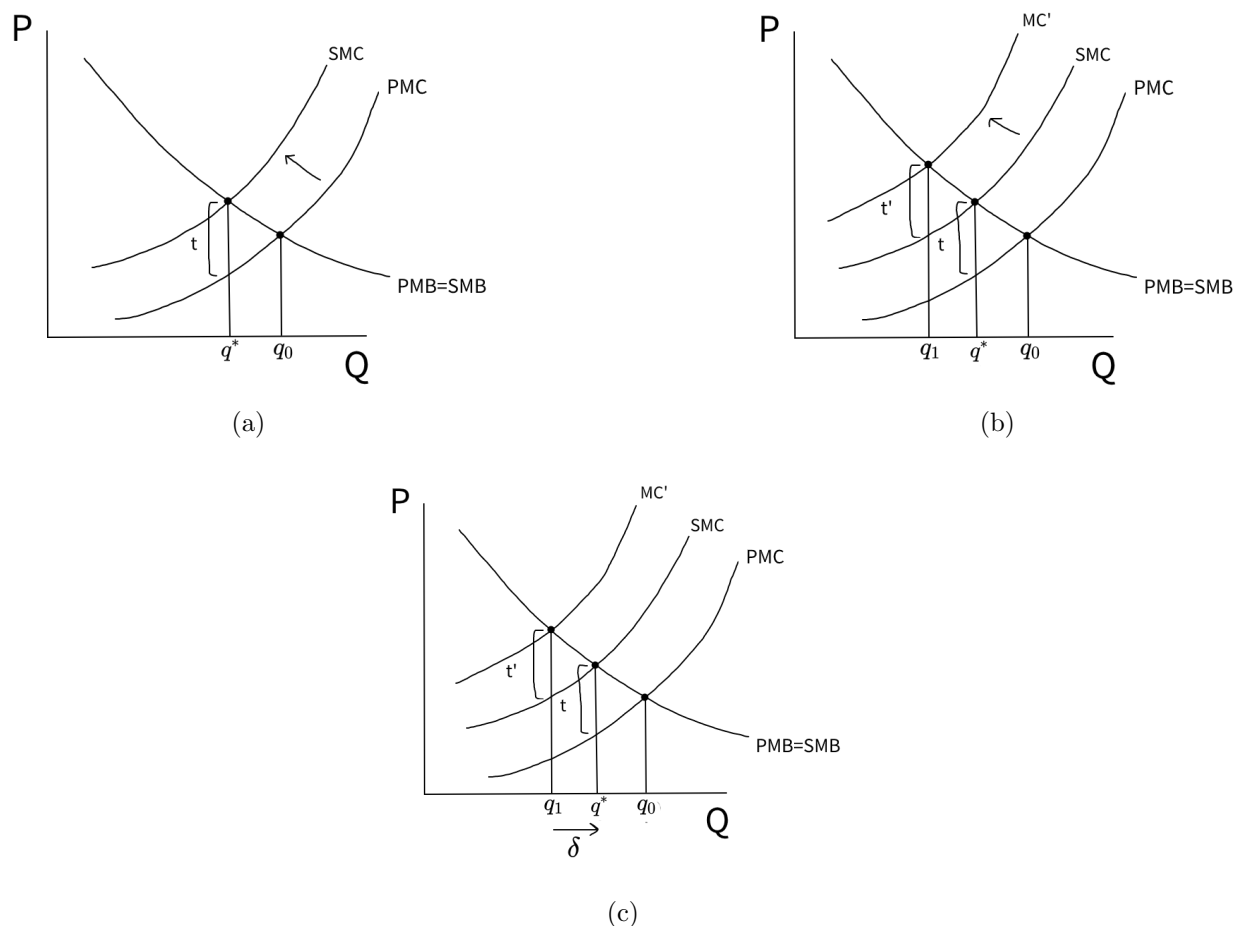 P
SMC
PMC
t
PMB=SMB
q* q0
Q
(a)
P
MC'
SMC
PMC
t'
t
PMB=SMB
q1 q* q0
Q
(b)
P
MC'
SMC
PMC
t'
t
PMB=SMB
q1 q* q0
Q
δ
(c)